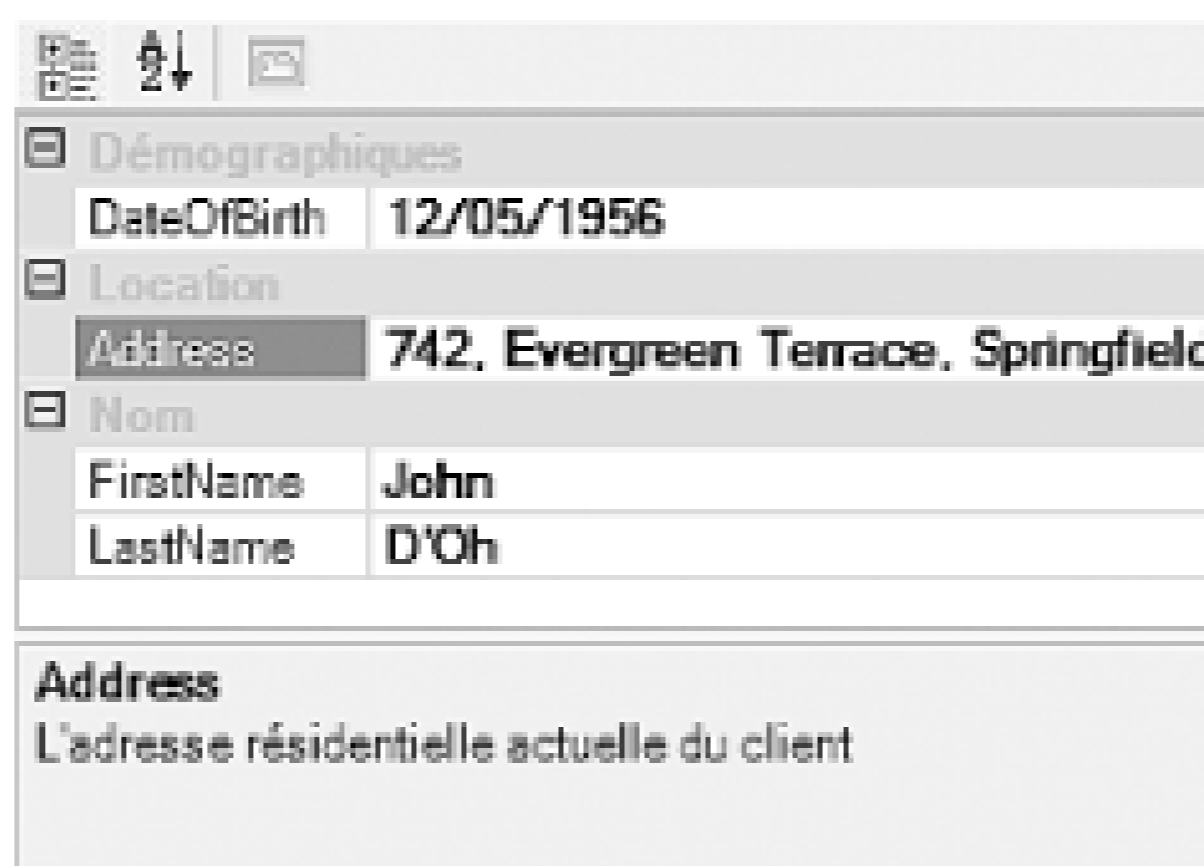 Démographiques
DateOfBirth 12/05/1956
Location
Address 742, Evergreen Terrace, Springfield
Nom
FirstName John
LastName D'Oh
Address
L'adresse résidentielle actuelle du client